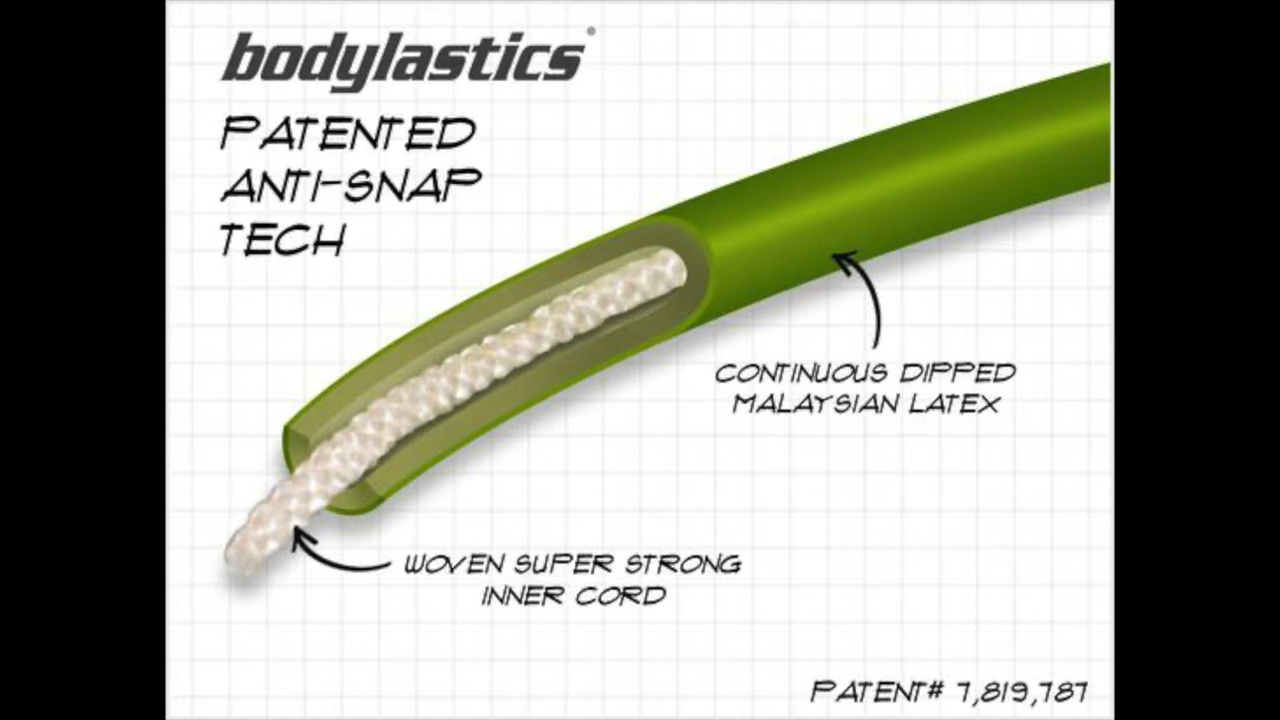 bodylastics®
PATENTED
ANTI-SNAP
TECH
CONTINUOUS DIPPED
MALAYSIAN LATEX
WOVEN SUPER STRONG
INNER CORD
PATENT# 7,819,787